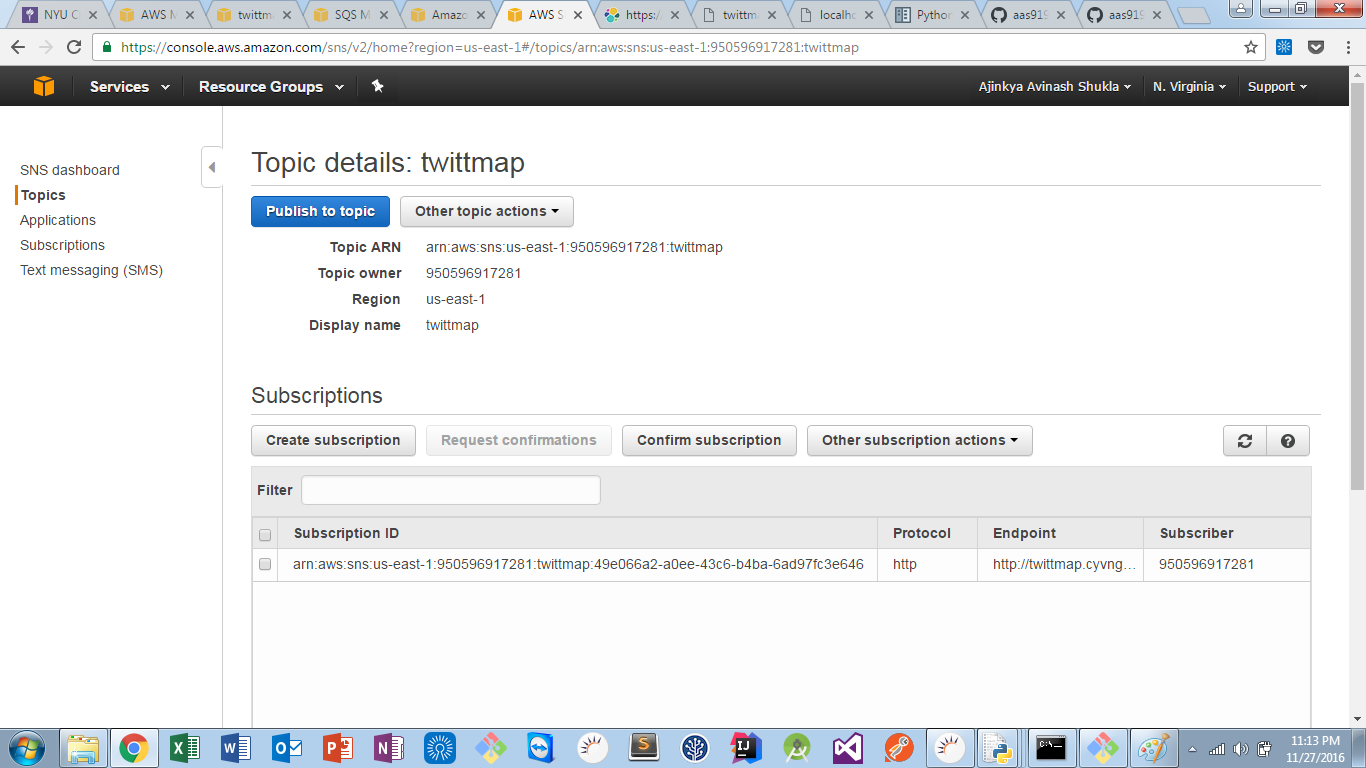 NYU C
AWS M
twittm
SQS M
Amazo
AWS S
https:/
twittm
localho
Python
aas919
aas919
https://console.aws.amazon.com/sns/v2/home?region=us-east-1#/topics/arn:aws:sns:us-east-1:950596917281:twittmap
Services
Resource Groups
Ajinkya Avinash Shukla
N. Virginia
Support
SNS dashboard
Topics
Applications
Subscriptions
Text messaging (SMS)
Topic details: twittmap
Publish to topic
Other topic actions
Topic ARN arn:aws:sns:us-east-1:950596917281:twittmap
Topic owner 950596917281
Region us-east-1
Display name twittmap
Subscriptions
Create subscription
Request confirmations
Confirm subscription
Other subscription actions
Filter
Subscription ID Protocol Endpoint Subscriber
arn:aws:sns:us-east-1:950596917281:twittmap:49e066a2-a0ee-43c6-b4ba-6ad97fc3e646 http http://twittmap.cyvng… 950596917281
11:13 PM
11/27/2016